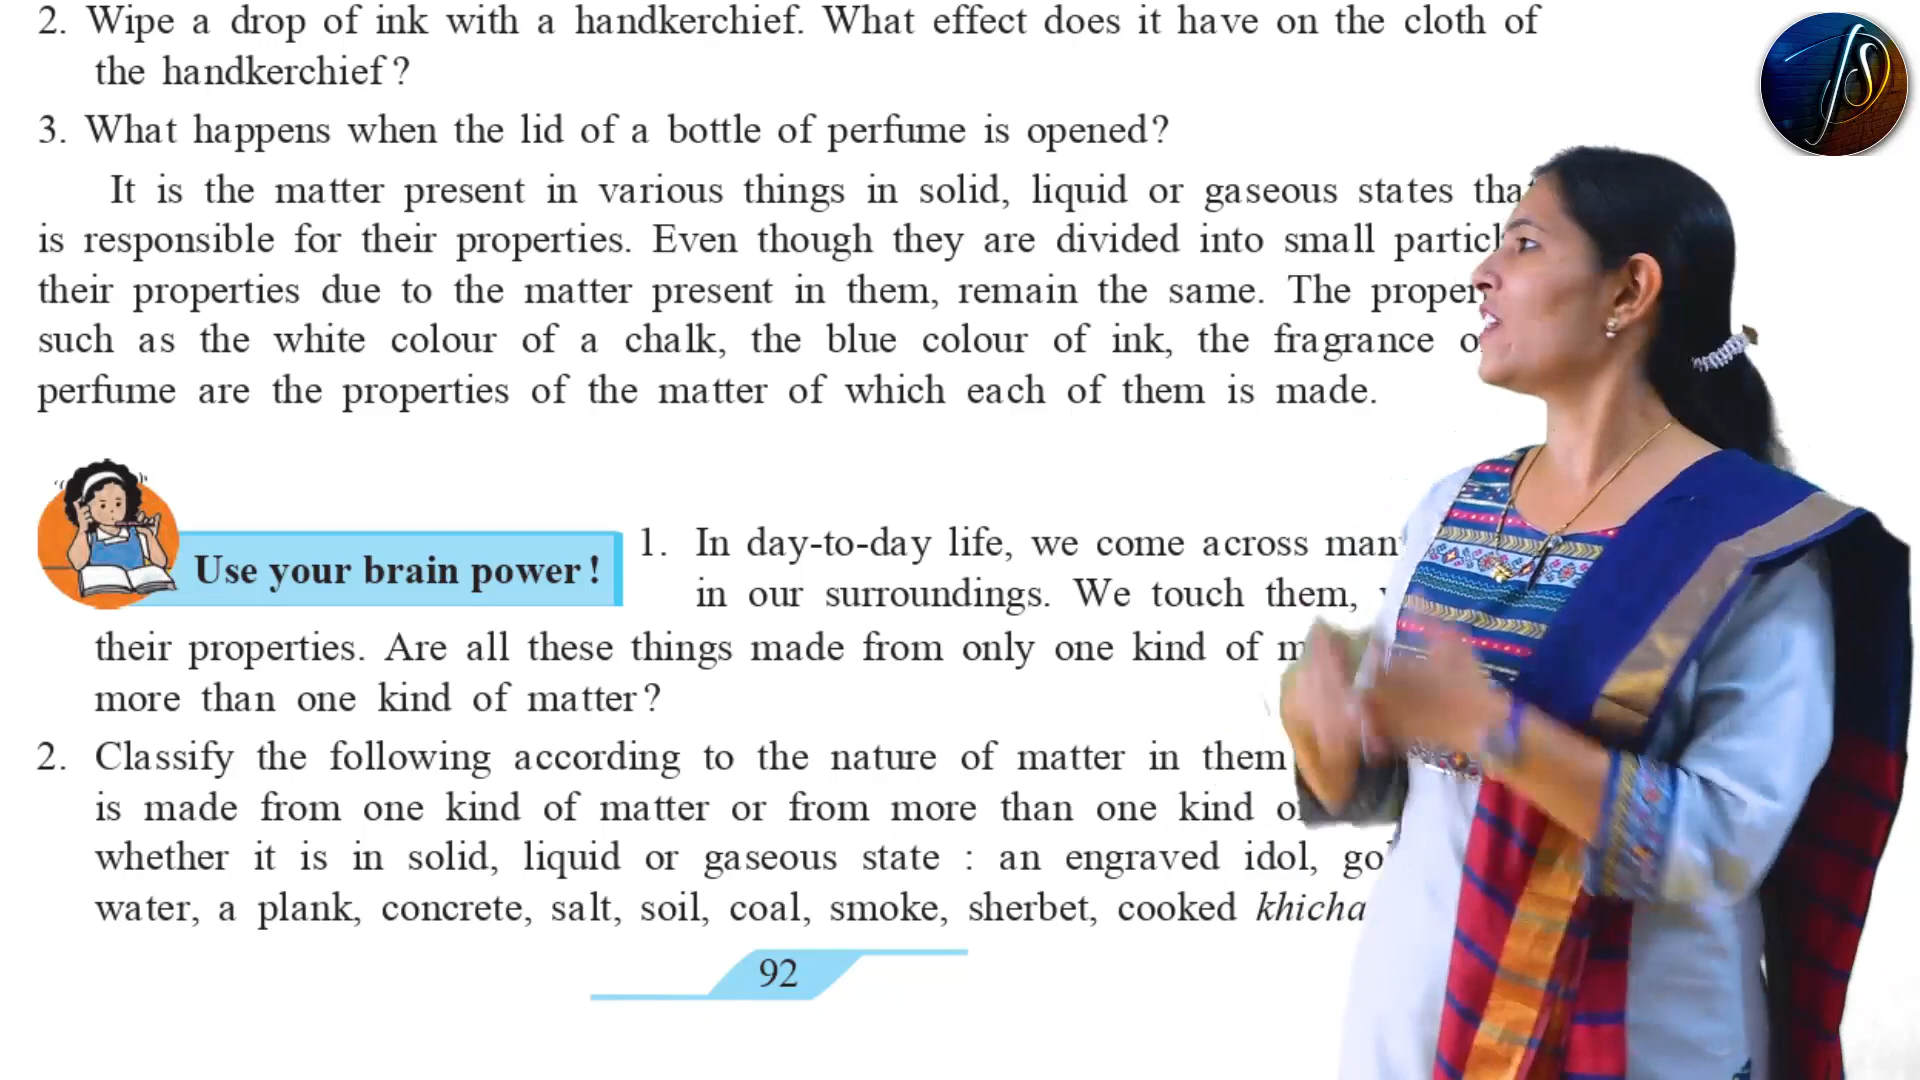 2. Wipe a drop of ink with a handkerchief. What effect does it have on the cloth of
the handkerchief?
3. What happens when the lid of a bottle of perfume is opened?
It is the matter present in various things in solid, liquid or gaseous states
is responsible for their properties. Even though they are divided into small
their properties due to the matter present in them, remain the same. The
such as the white colour of a chalk, the blue colour of ink, the fragrance
perfume are the properties of the matter of which each of them is made.
Use your brain power!
1. In day-to-day life, we come across
in our surroundings. We touch them,
their properties. Are all these things made from only one kind of
more than one kind of matter?
2. Classify the following according to the nature of matter in them
is made from one kind of matter or from more than one kind
whether it is in solid, liquid or gaseous state : an engraved idol,
water, a plank, concrete, salt, soil, coal, smoke, sherbet, cooked
92